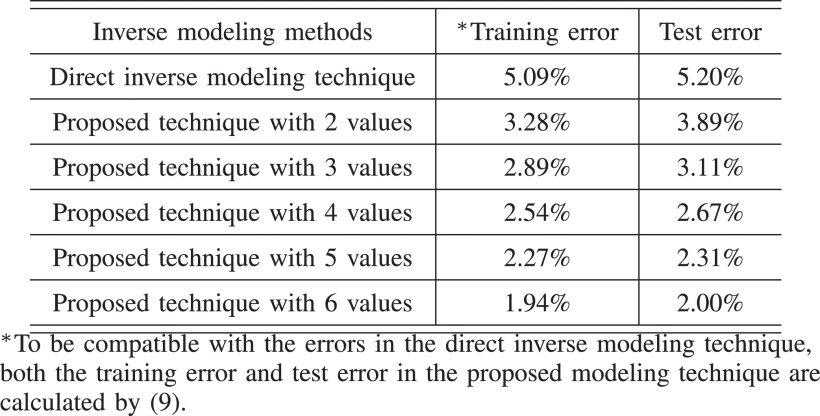 Inverse modeling methods *Training error Test error
Direct inverse modeling technique 5.09% 5.20%
Proposed technique with 2 values 3.28% 3.89%
Proposed technique with 3 values 2.89% 3.11%
Proposed technique with 4 values 2.54% 2.67%
Proposed technique with 5 values 2.27% 2.31%
Proposed technique with 6 values 1.94% 2.00%
*To be compatible with the errors in the direct inverse modeling technique,
both the training error and test error in the proposed modeling technique are
calculated by (9).